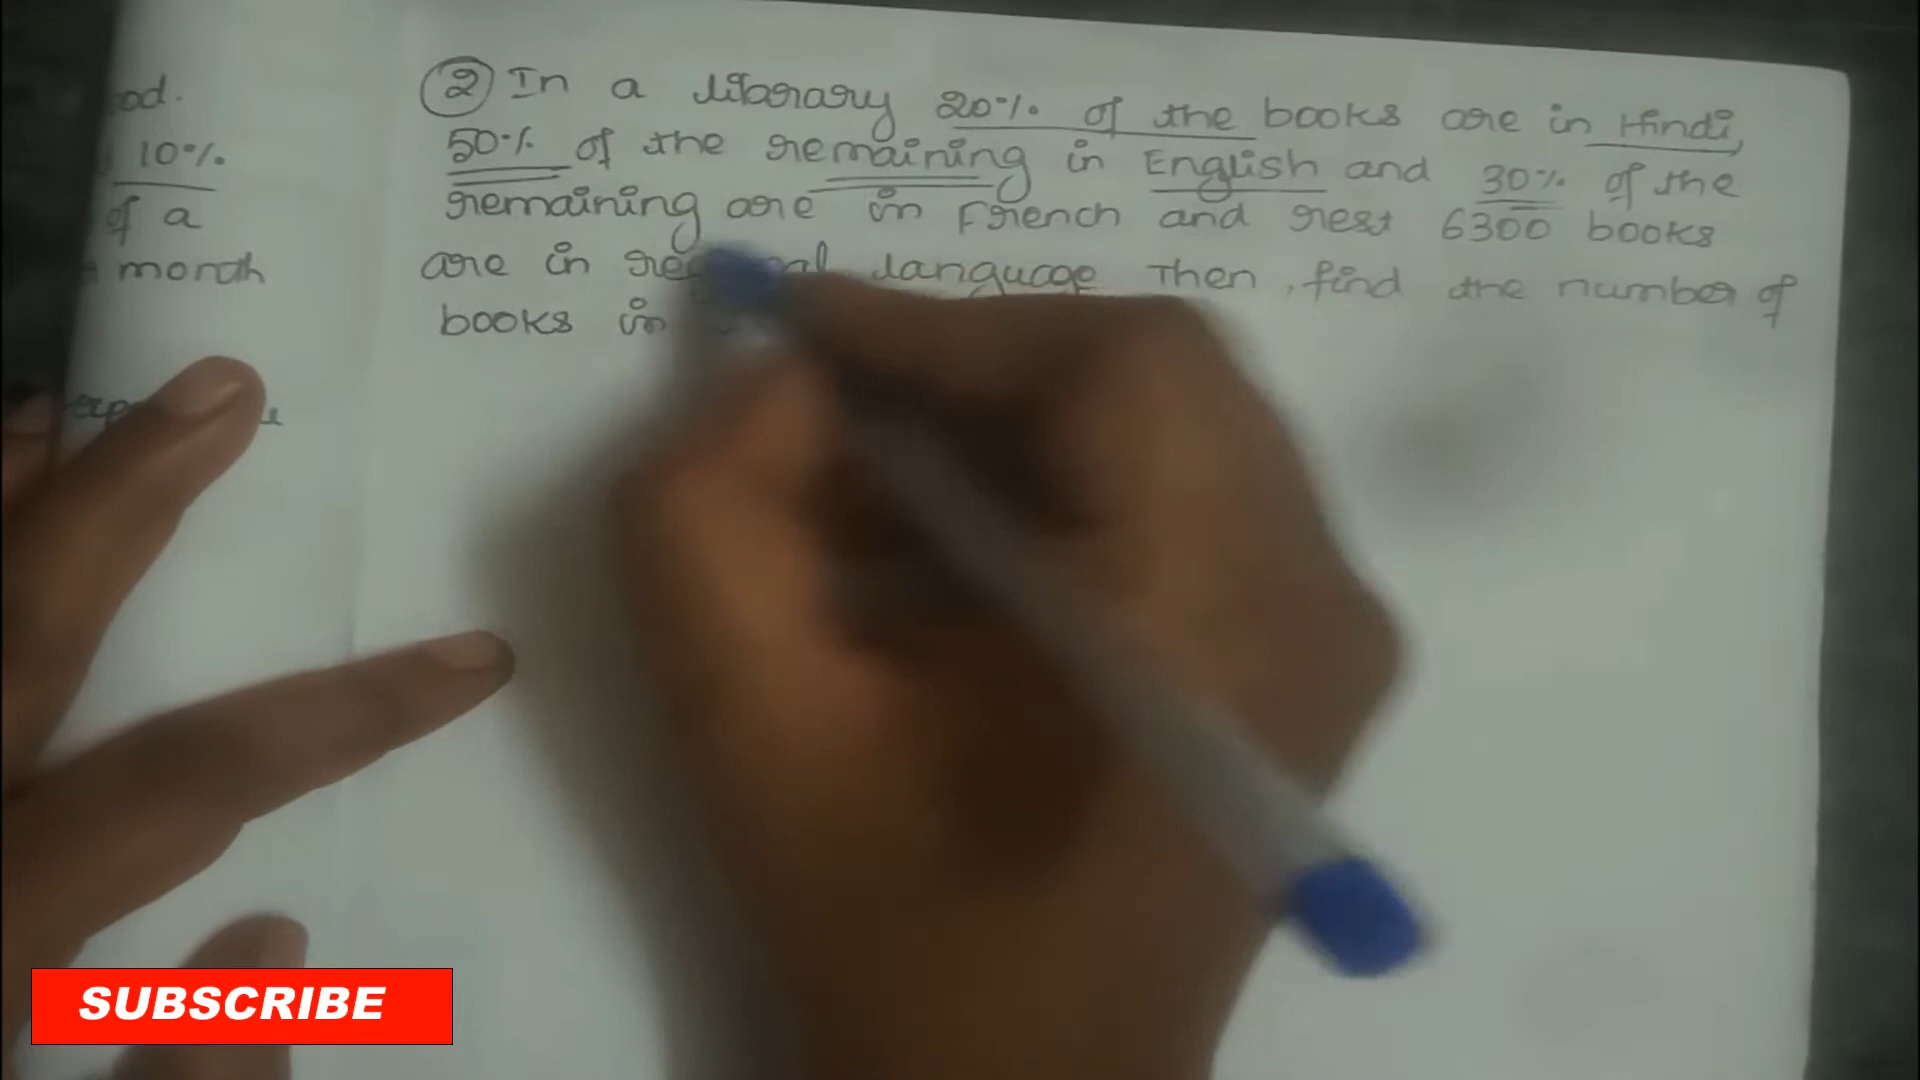 od.
10%
of a
month
② In a library 20% of the books are in Hindi,
50% of the remaining in English and 30% of the
remaining are in French and rest 6300 books
are in language Then, find the number of
books in
SUBSCRIBE